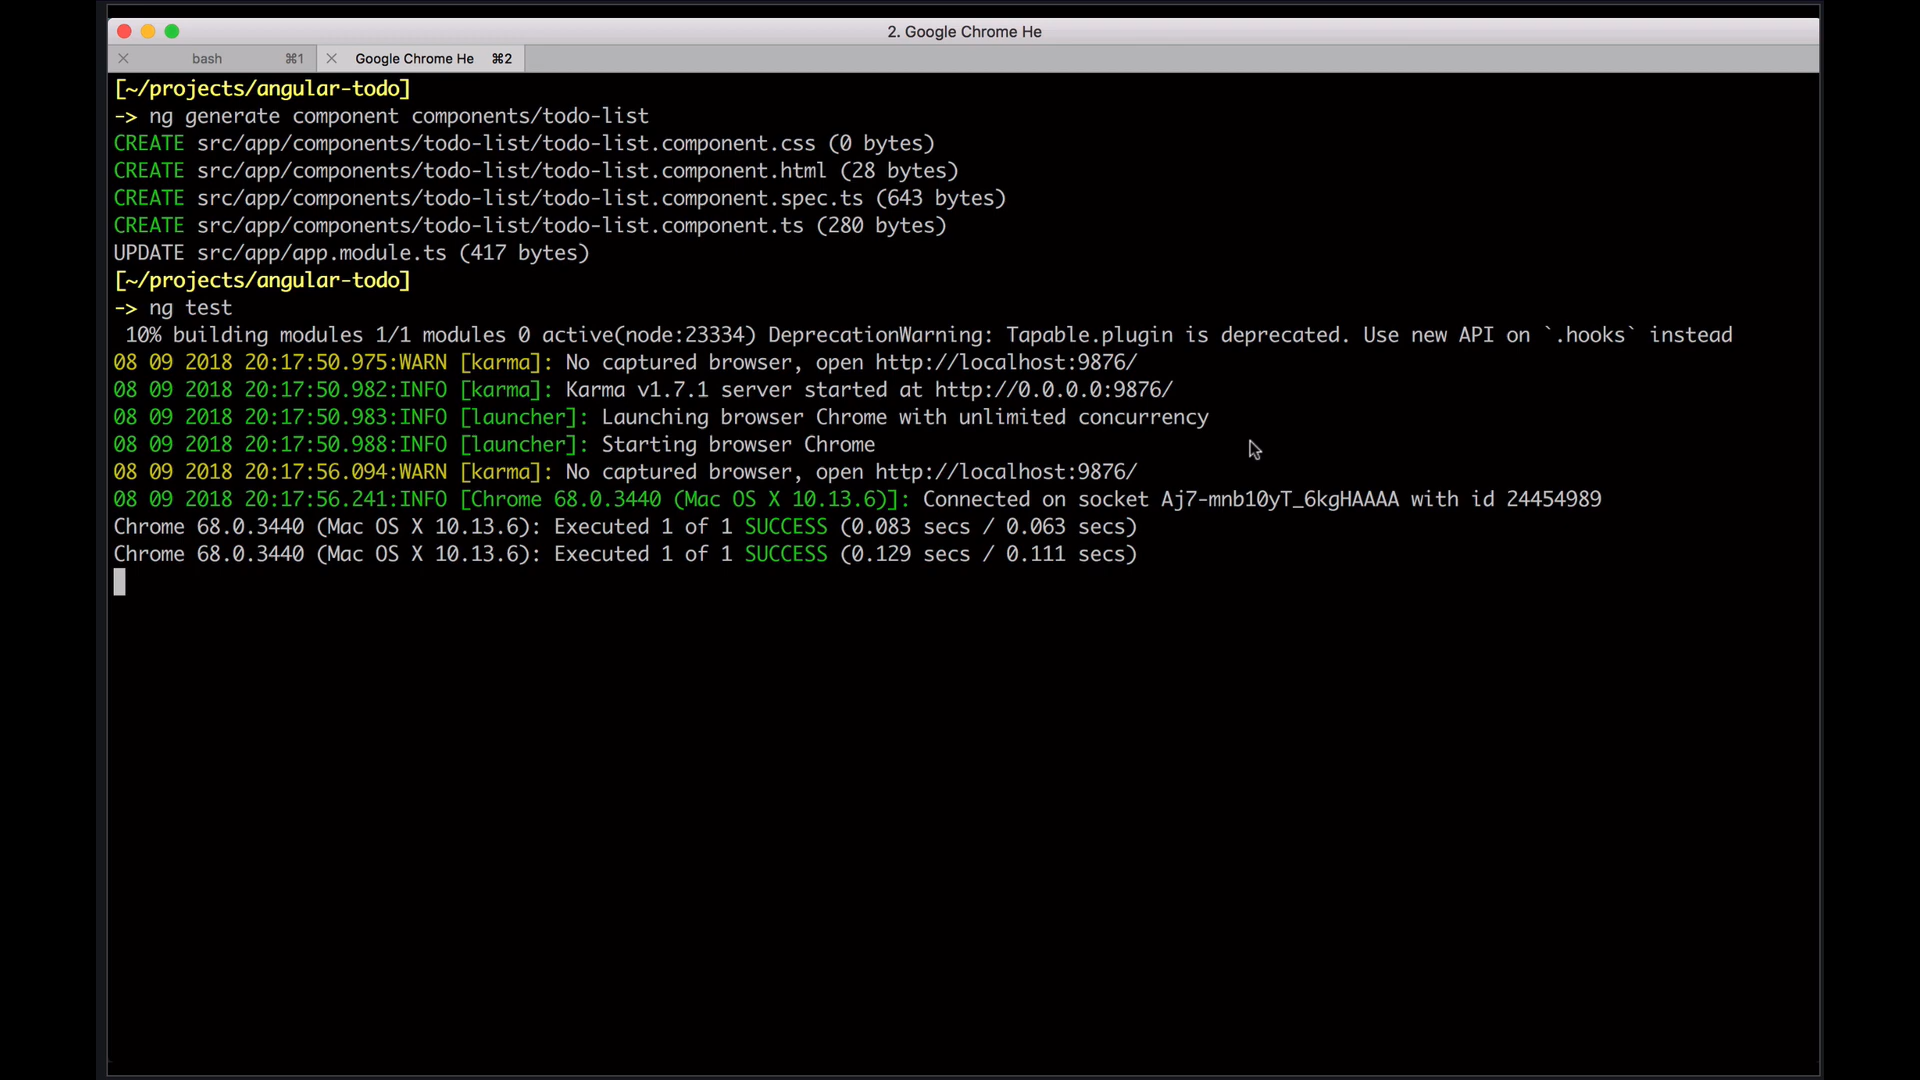 2. Google Chrome He
bash ⌘1 Google Chrome He ⌘2
[~/projects/angular-todo]
-> ng generate component components/todo-list
CREATE src/app/components/todo-list/todo-list.component.css (0 bytes)
CREATE src/app/components/todo-list/todo-list.component.html (28 bytes)
CREATE src/app/components/todo-list/todo-list.component.spec.ts (643 bytes)
CREATE src/app/components/todo-list/todo-list.component.ts (280 bytes)
UPDATE src/app/app.module.ts (417 bytes)
[~/projects/angular-todo]
-> ng test
10% building modules 1/1 modules 0 active(node:23334) DeprecationWarning: Tapable.plugin is deprecated. Use new API on `.hooks` instead
08 09 2018 20:17:50.975:WARN [karma]: No captured browser, open http://localhost:9876/
08 09 2018 20:17:50.982:INFO [karma]: Karma v1.7.1 server started at http://0.0.0.0:9876/
08 09 2018 20:17:50.983:INFO [launcher]: Launching browser Chrome with unlimited concurrency
08 09 2018 20:17:50.988:INFO [launcher]: Starting browser Chrome
08 09 2018 20:17:56.094:WARN [karma]: No captured browser, open http://localhost:9876/
08 09 2018 20:17:56.241:INFO [Chrome 68.0.3440 (Mac OS X 10.13.6)]: Connected on socket Aj7-mnb10yT_6kgHAAAA with id 24454989
Chrome 68.0.3440 (Mac OS X 10.13.6): Executed 1 of 1 SUCCESS (0.083 secs / 0.063 secs)
Chrome 68.0.3440 (Mac OS X 10.13.6): Executed 1 of 1 SUCCESS (0.129 secs / 0.111 secs)